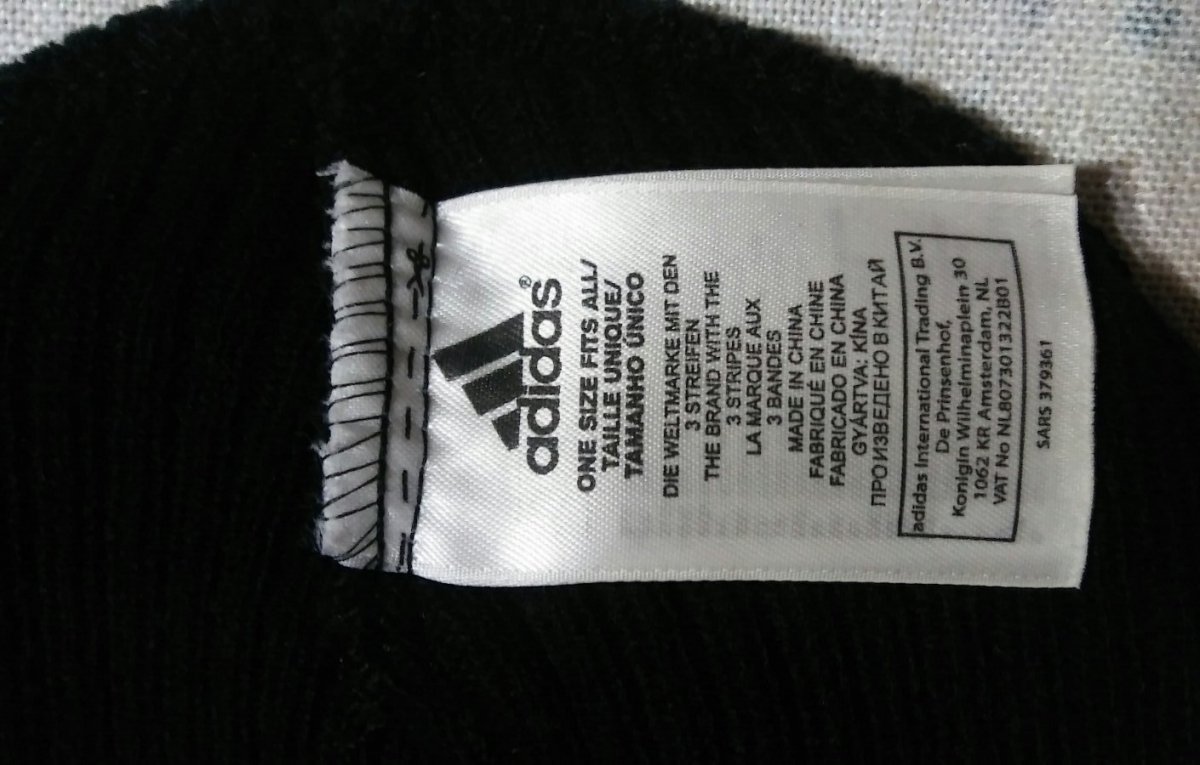 adidas®
ONE SIZE FITS ALL/
TAILLE UNIQUE/
TAMANHO ÚNICO
DIE WELTMARKE MIT DEN
3 STREIFEN
THE BRAND WITH THE
3 STRIPES
LA MARQUE AUX
3 BANDES
MADE IN CHINA
FABRIQUÉ EN CHINE
FABRICADO EN CHINA
GYÁRTVA: KÍNA
ПРОИЗВЕДЕНО В КИТАЙ
adidas International Trading B.V.
De Prinsenhof,
Konigin Wilhelminaplein 30
1062 KR Amsterdam, NL
VAT No NL807301322B01
SARS 379361